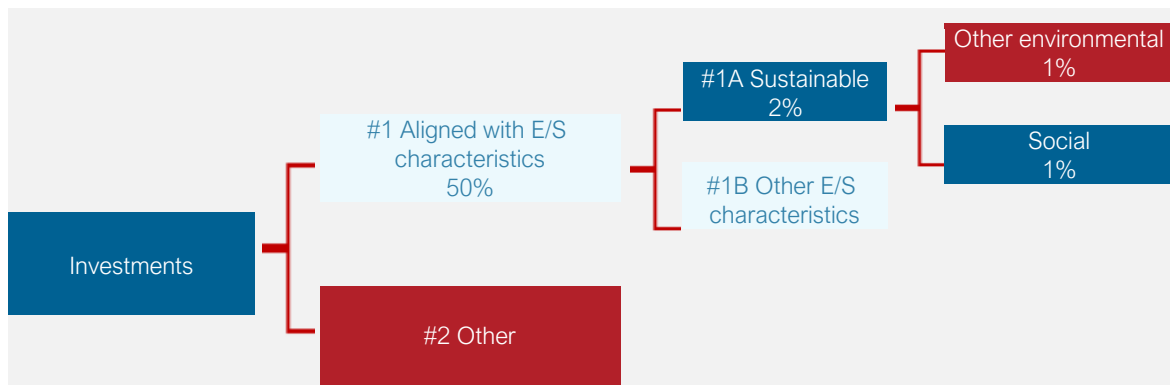 Investments
#1 Aligned with E/S
characteristics
50%
#2 Other
#1A Sustainable
2%
#1B Other E/S
characteristics
Other environmental
1%
Social
1%